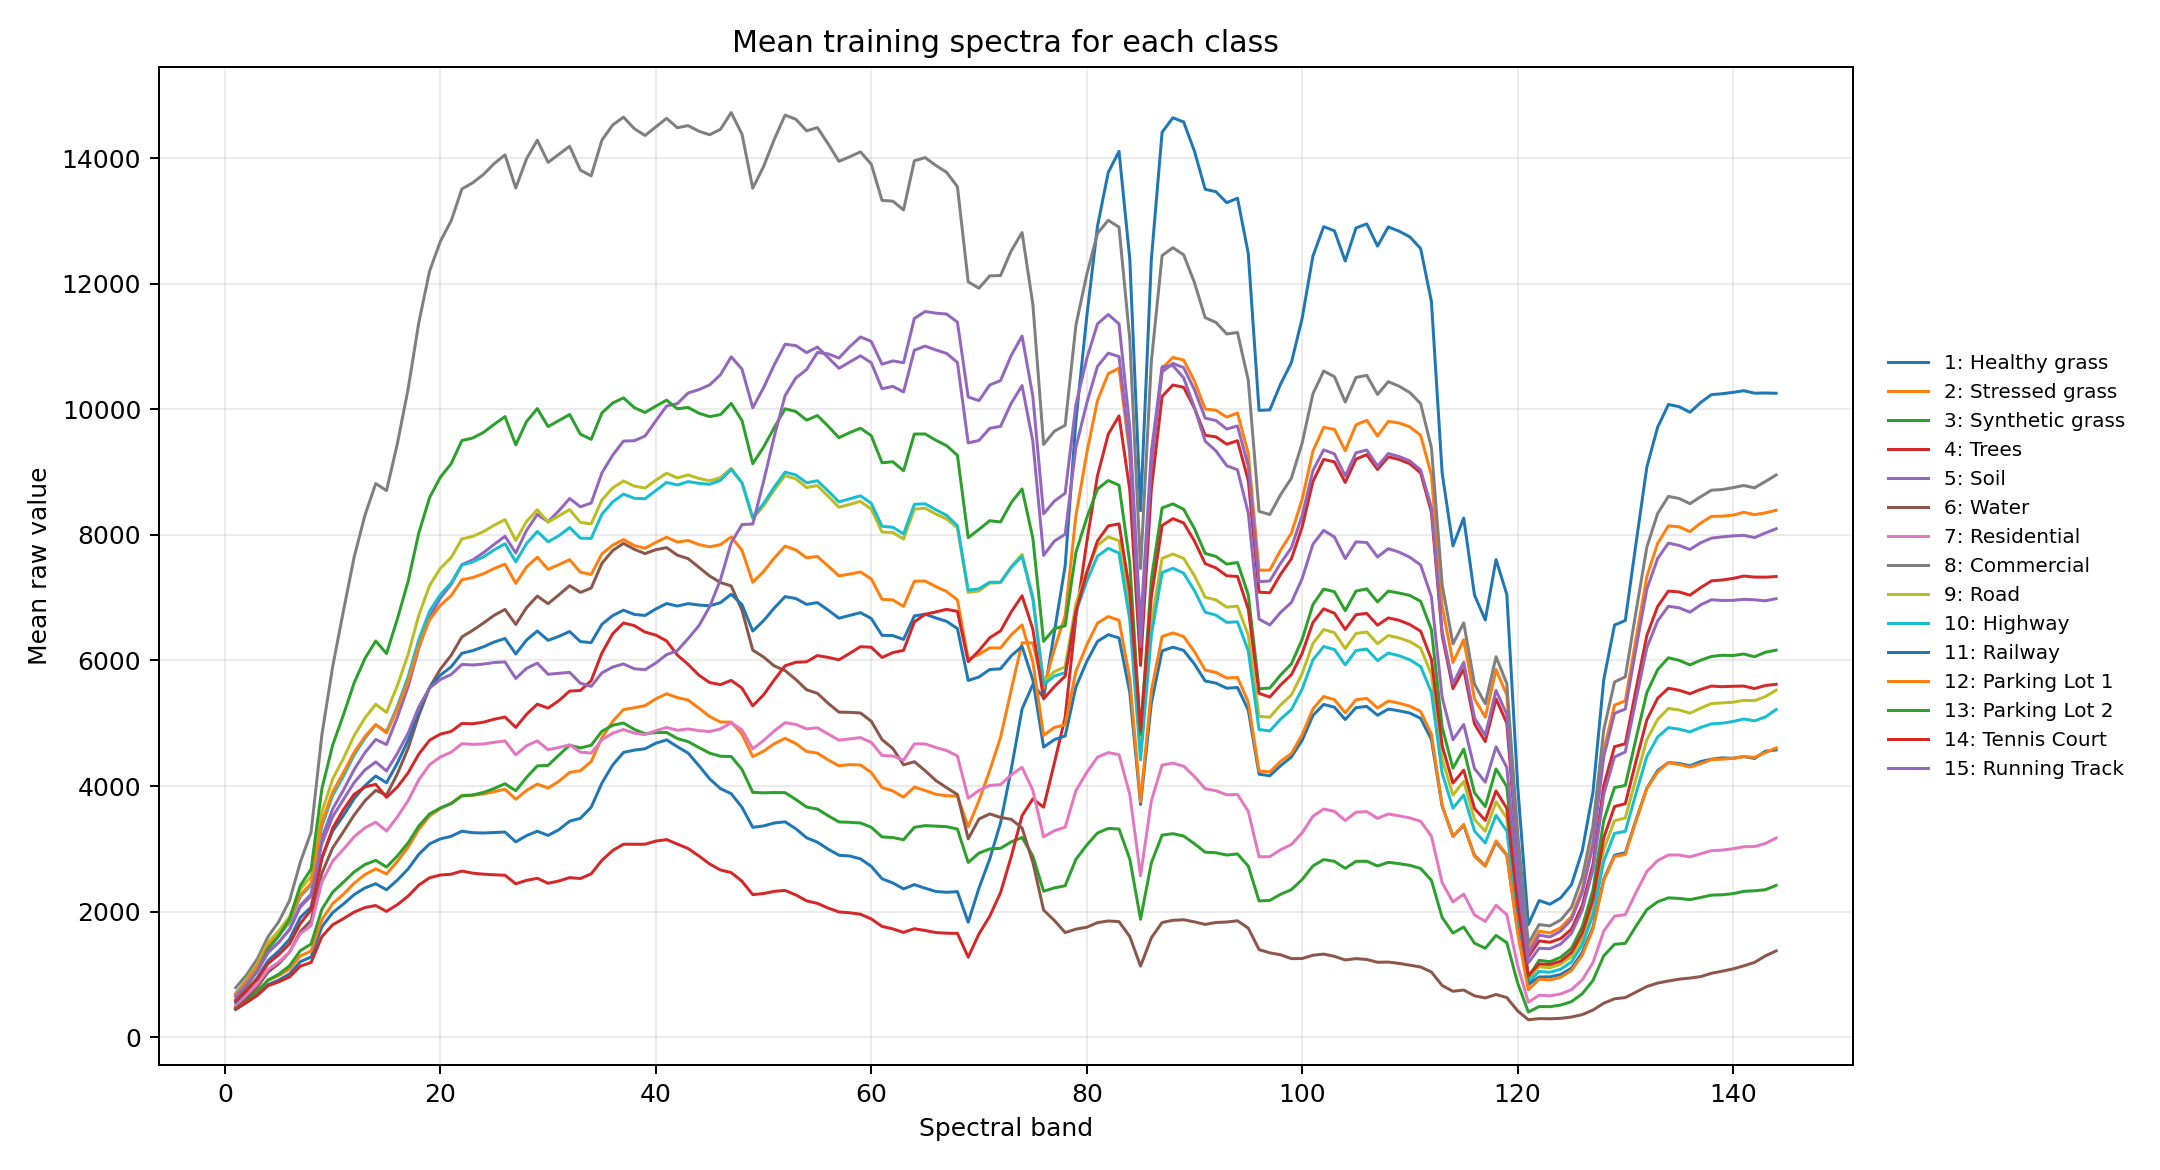 Mean training spectra for each class
Mean raw value
14000
12000
10000
8000
6000
4000
2000
0
0 20 40 60 80 100 120 140
Spectral band
1: Healthy grass
2: Stressed grass
3: Synthetic grass
4: Trees
5: Soil
6: Water
7: Residential
8: Commercial
9: Road
10: Highway
11: Railway
12: Parking Lot 1
13: Parking Lot 2
14: Tennis Court
15: Running Track